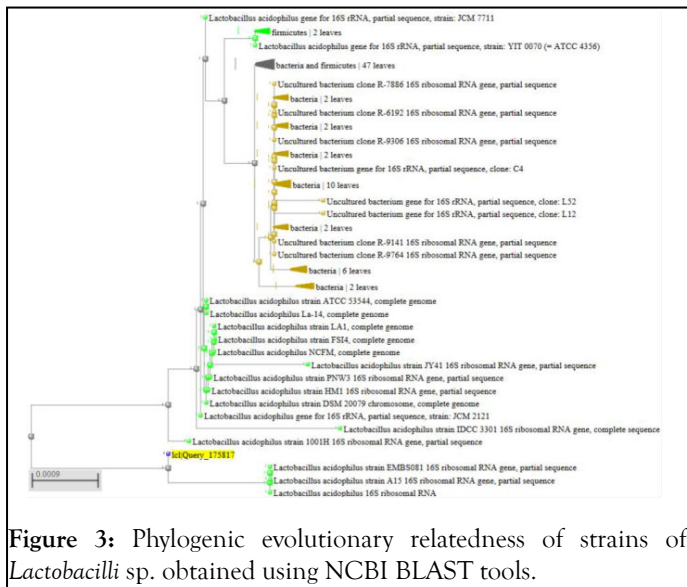 Lactobacillus acidophilus gene for 16S rRNA, partial sequence, strain: JCM 7711
firmicutes | 2 leaves
Lactobacillus acidophilus gene for 16S rRNA, partial sequence, strain: YIT 0070 (= ATCC 4356)
bacteria and firmicutes | 47 leaves
Uncultured bacterium clone R-7886 16S ribosomal RNA gene, partial sequence
bacteria | 2 leaves
Uncultured bacterium clone R-6192 16S ribosomal RNA gene, partial sequence
bacteria | 2 leaves
Uncultured bacterium clone R-9306 16S ribosomal RNA gene, partial sequence
bacteria | 2 leaves
Uncultured bacterium gene for 16S rRNA, partial sequence, clone: C4
bacteria | 10 leaves
Uncultured bacterium gene for 16S rRNA, partial sequence, clone: L52
Uncultured bacterium gene for 16S rRNA, partial sequence, clone: L12
bacteria | 2 leaves
Uncultured bacterium clone R-9141 16S ribosomal RNA gene, partial sequence
Uncultured bacterium clone R-9764 16S ribosomal RNA gene, partial sequence
bacteria | 6 leaves
bacteria | 2 leaves
Lactobacillus acidophilus strain ATCC 53544, complete genome
Lactobacillus acidophilus La-14, complete genome
Lactobacillus acidophilus strain LA1, complete genome
Lactobacillus acidophilus strain FSI4, complete genome
Lactobacillus acidophilus NCFM, complete genome
Lactobacillus acidophilus strain JY41 16S ribosomal RNA gene, partial sequence
Lactobacillus acidophilus strain PNW3 16S ribosomal RNA gene, partial sequence
Lactobacillus acidophilus strain HM1 16S ribosomal RNA gene, partial sequence
Lactobacillus acidophilus strain DSM 20079 chromosome, complete genome
Lactobacillus acidophilus gene for 16S rRNA, partial sequence, strain: JCM 2121
Lactobacillus acidophilus strain IDCC 3301 16S ribosomal RNA gene, complete sequence
Lactobacillus acidophilus strain 1001H 16S ribosomal RNA gene, partial sequence
lcl|Query_175817
0.0009
Lactobacillus acidophilus strain EMBS081 16S ribosomal RNA gene, partial sequence
Lactobacillus acidophilus strain A15 16S ribosomal RNA gene, partial sequence
Lactobacillus acidophilus 16S ribosomal RNA
Figure 3: Phylogenic evolutionary relatedness of strains of
Lactobacilli sp. obtained using NCBI BLAST tools.